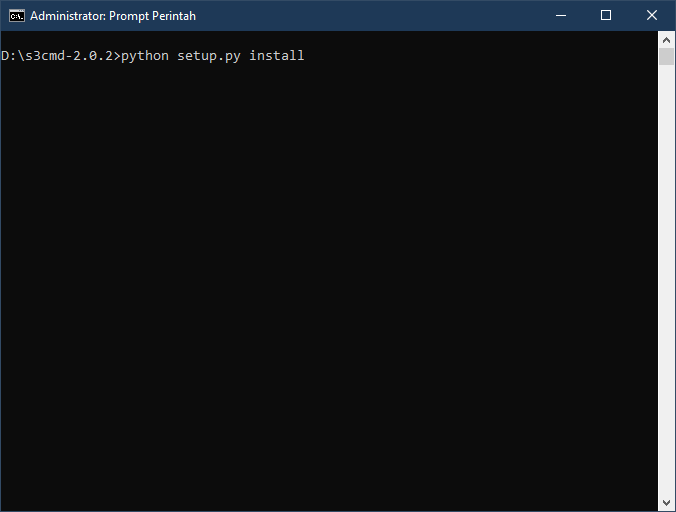 Administrator: Prompt Perintah
D:\s3cmd-2.0.2>python setup.py install